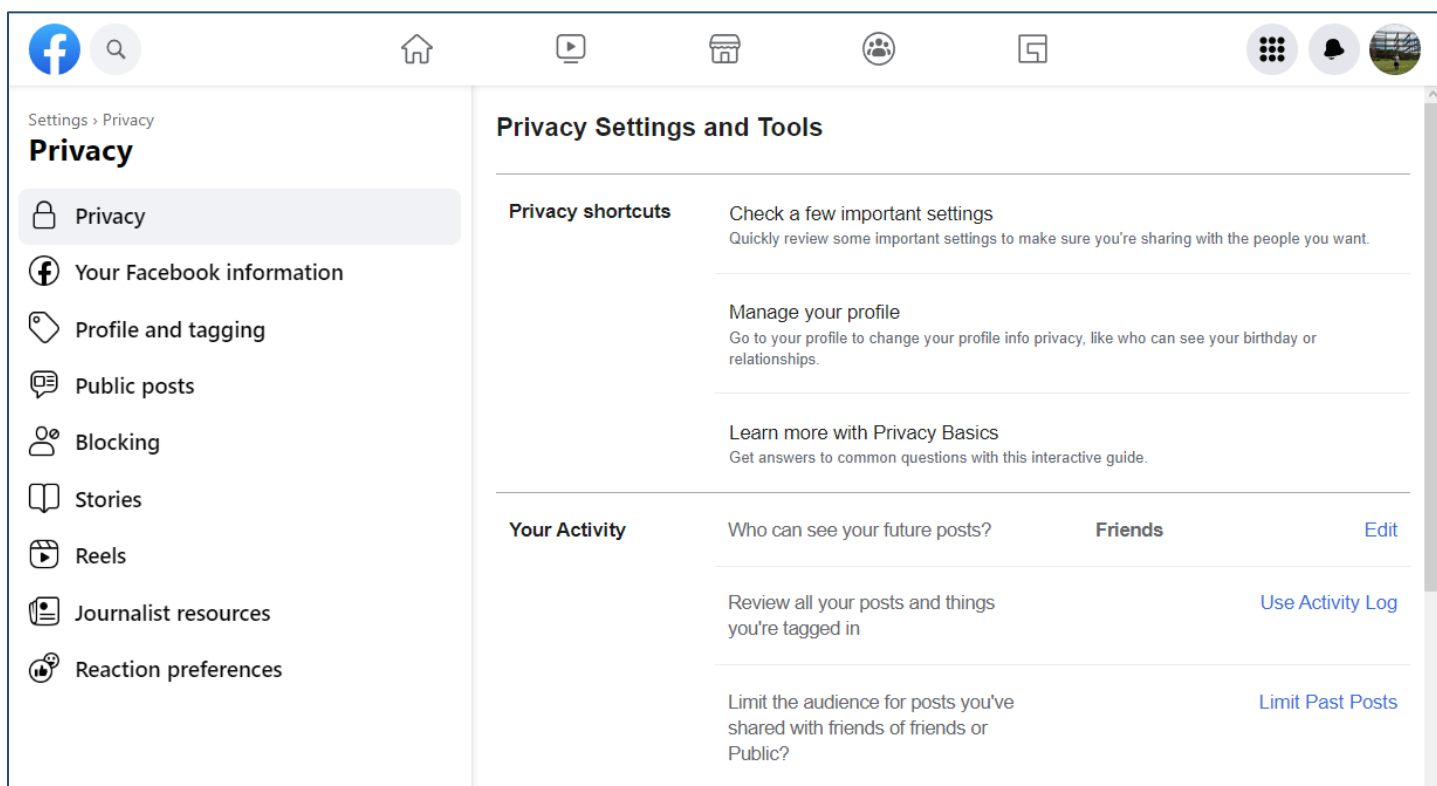 Settings › Privacy
Privacy
Privacy
Your Facebook information
Profile and tagging
Public posts
Blocking
Stories
Reels
Journalist resources
Reaction preferences
Privacy Settings and Tools
Privacy shortcuts
Check a few important settings
Quickly review some important settings to make sure you're sharing with the people you want.
Manage your profile
Go to your profile to change your profile info privacy, like who can see your birthday or
relationships.
Learn more with Privacy Basics
Get answers to common questions with this interactive guide.
Your Activity
Who can see your future posts? Friends Edit
Review all your posts and things
you're tagged in
Use Activity Log
Limit the audience for posts you've
shared with friends of friends or
Public?
Limit Past Posts